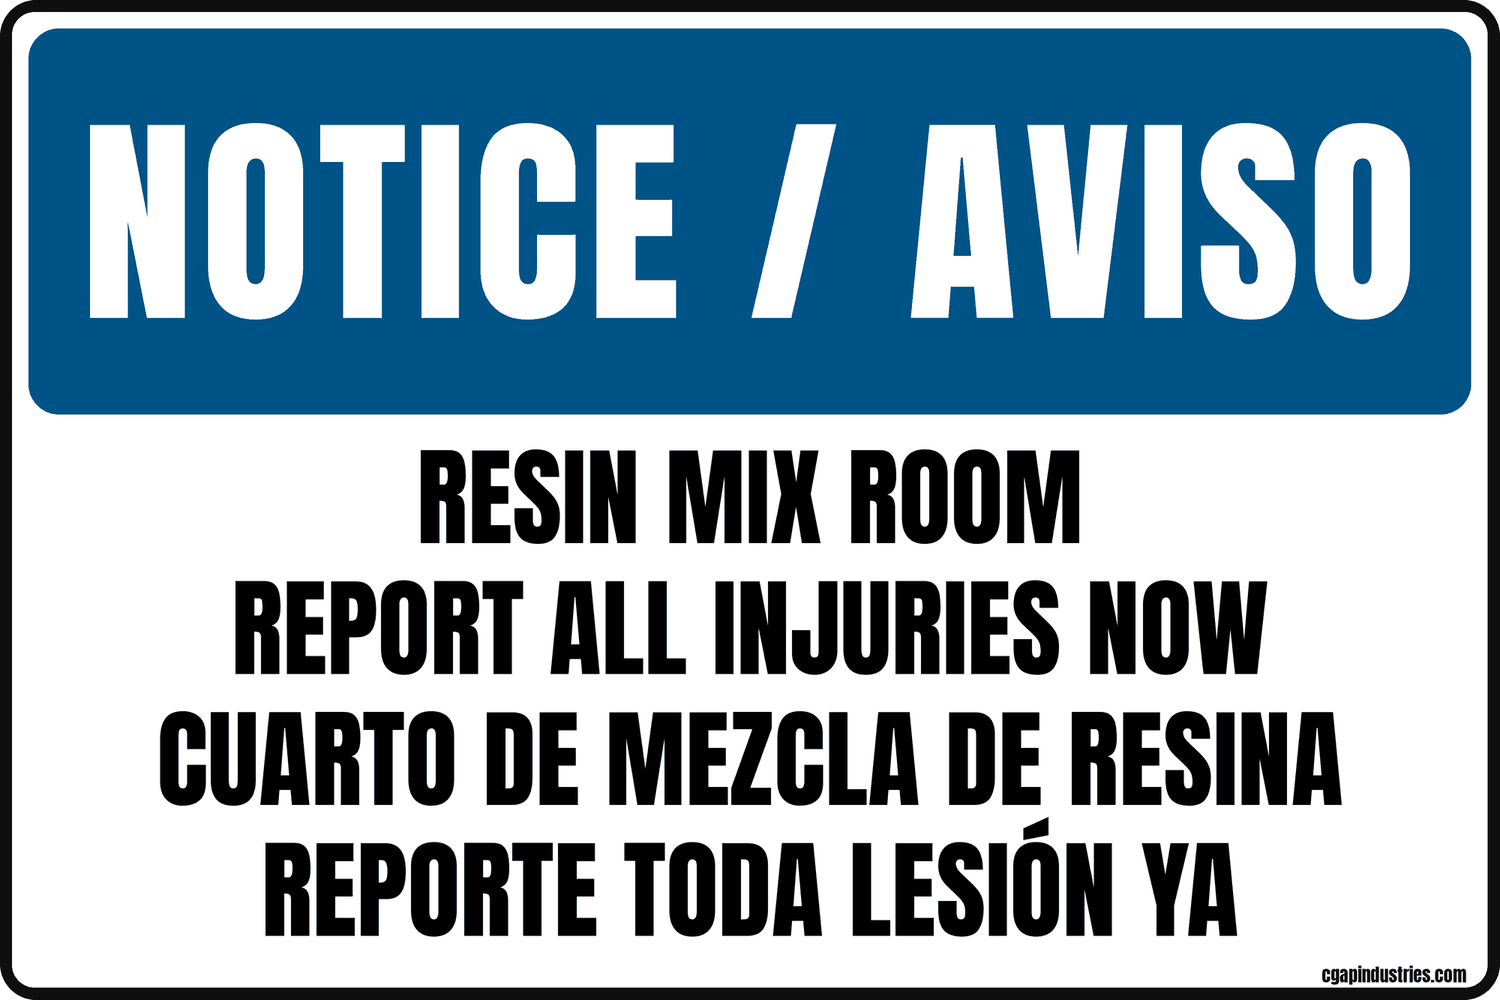 NOTICE / AVISO
RESIN MIX ROOM
REPORT ALL INJURIES NOW
CUARTO DE MEZCLA DE RESINA
REPORTE TODA LESIÓN YA
cgapindustries.com